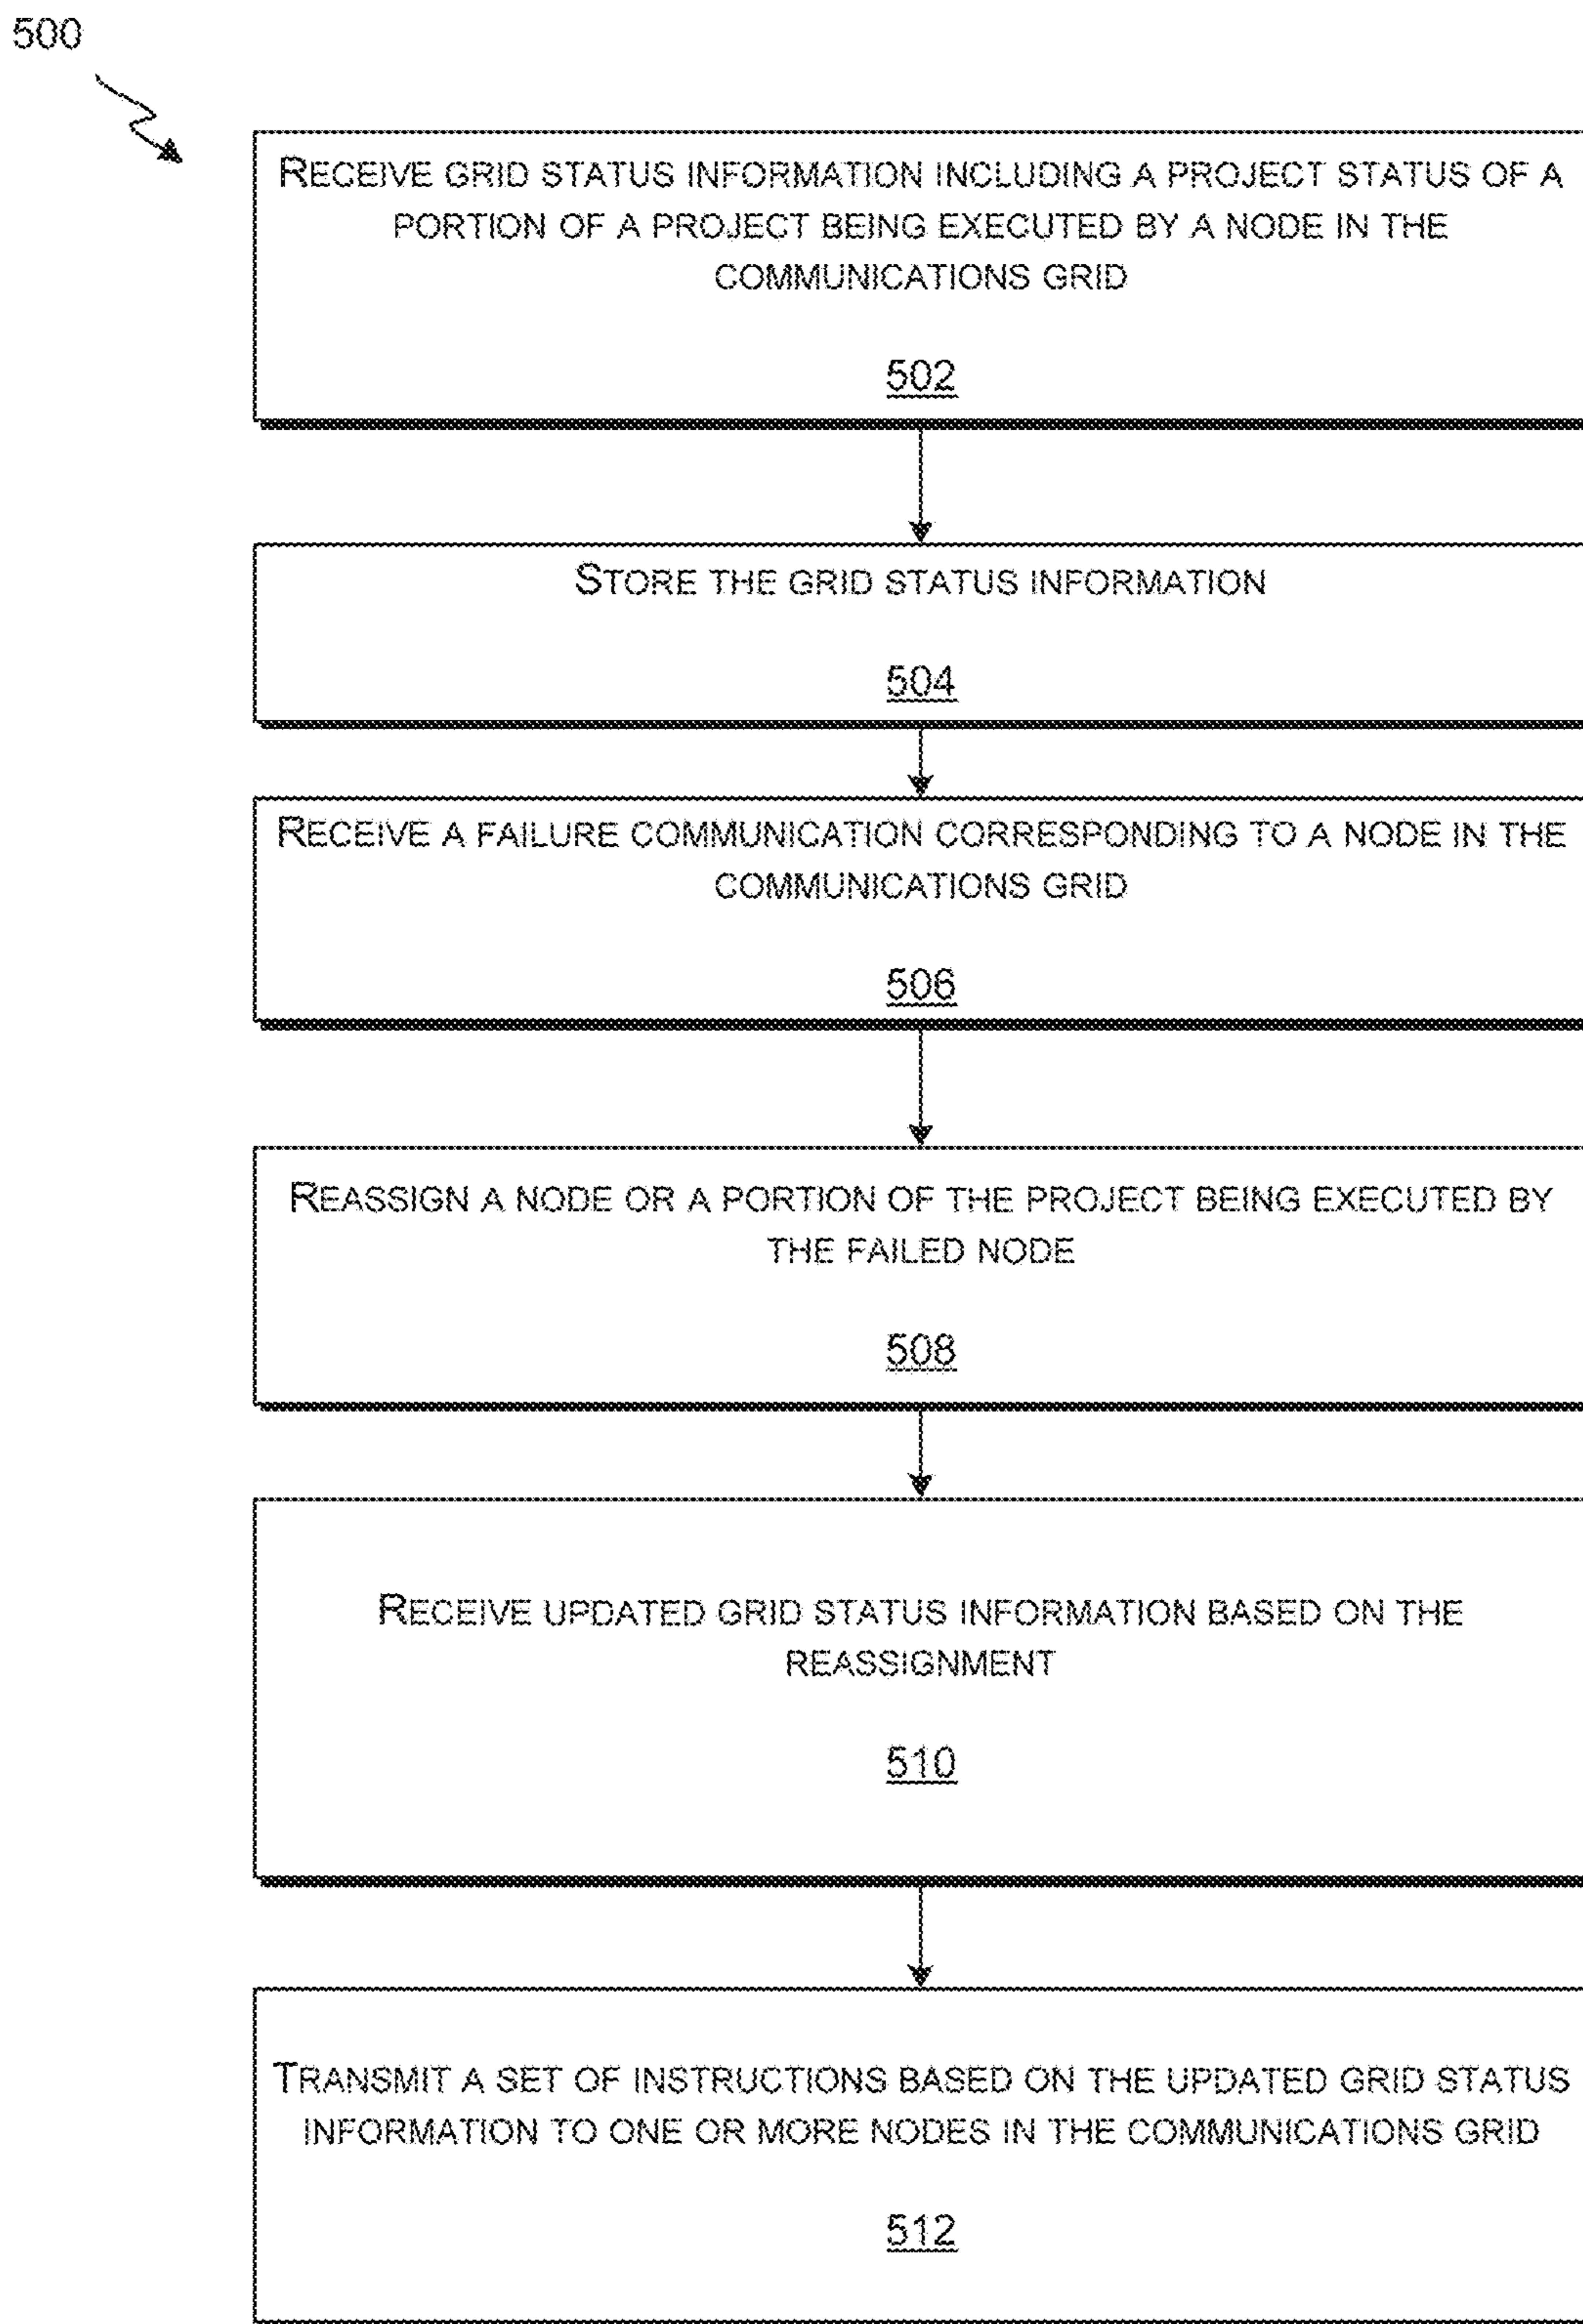 500
RECEIVE GRID STATUS INFORMATION INCLUDING A PROJECT STATUS OF A
PORTION OF A PROJECT BEING EXECUTED BY A NODE IN THE
COMMUNICATIONS GRID
502
STORE THE GRID STATUS INFORMATION
504
RECEIVE A FAILURE COMMUNICATION CORRESPONDING TO A NODE IN THE
COMMUNICATIONS GRID
506
REASSIGN A NODE OR A PORTION OF THE PROJECT BEING EXECUTED BY
THE FAILED NODE
508
RECEIVE UPDATED GRID STATUS INFORMATION BASED ON THE
REASSIGNMENT
510
TRANSMIT A SET OF INSTRUCTIONS BASED ON THE UPDATED GRID STATUS
INFORMATION TO ONE OR MORE NODES IN THE COMMUNICATIONS GRID
512